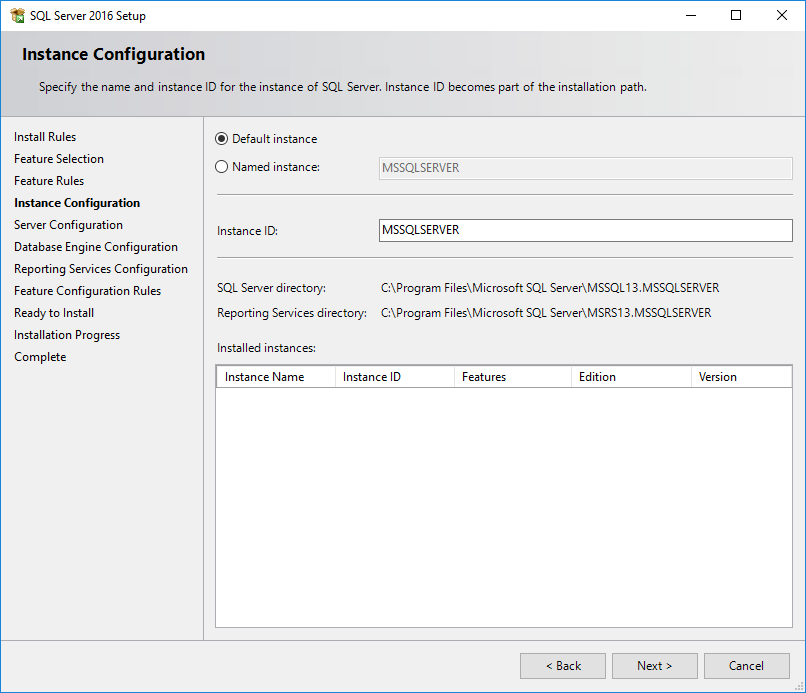 SQL Server 2016 Setup
Instance Configuration
Specify the name and instance ID for the instance of SQL Server. Instance ID becomes part of the installation path.
Install Rules
Feature Selection
Feature Rules
Instance Configuration
Server Configuration
Database Engine Configuration
Reporting Services Configuration
Feature Configuration Rules
Ready to Install
Installation Progress
Complete
Default instance
Named instance: MSSQLSERVER
Instance ID: MSSQLSERVER
SQL Server directory: C:\Program Files\Microsoft SQL Server\MSSQL13.MSSQLSERVER
Reporting Services directory: C:\Program Files\Microsoft SQL Server\MSRS13.MSSQLSERVER
Installed instances:
Instance Name Instance ID Features Edition Version
< Back Next > Cancel